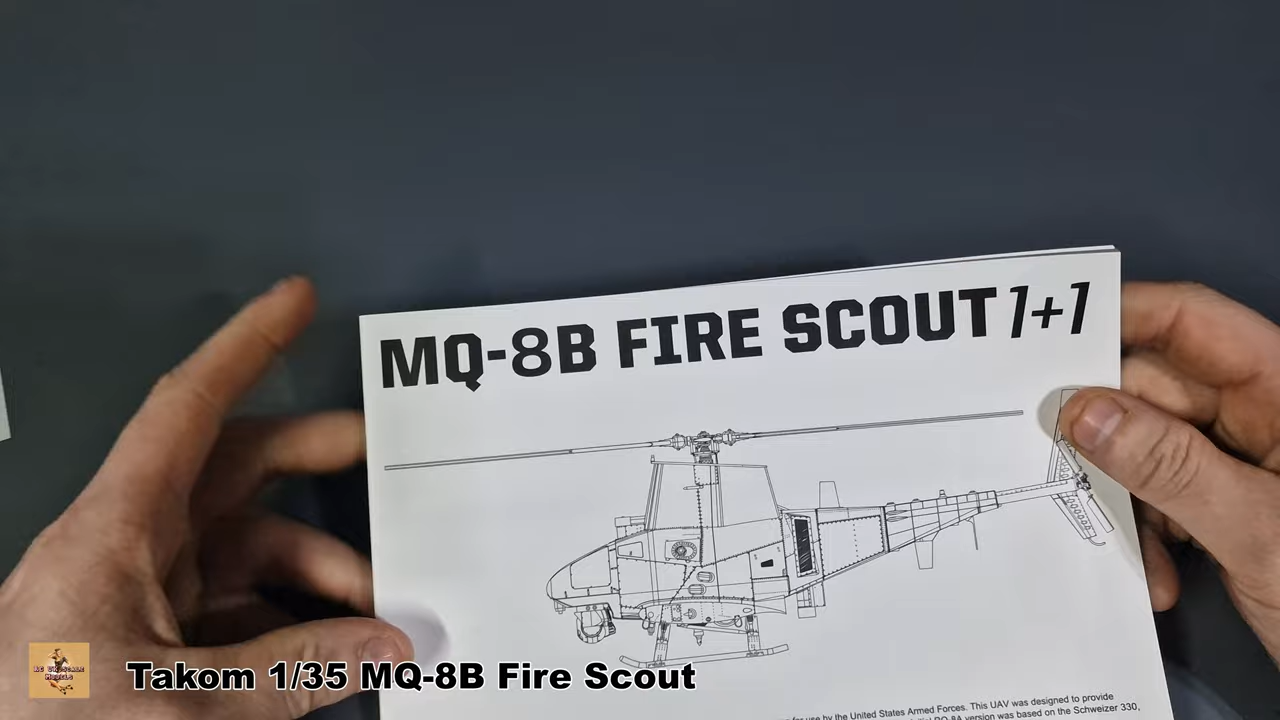 MQ-8B FIRE SCOUT 1+1
for use by the United States Armed Forces. This UAV was designed to provide
RQ-8A version was based on the Schweizer 330,
Takom 1/35 MQ-8B Fire Scout